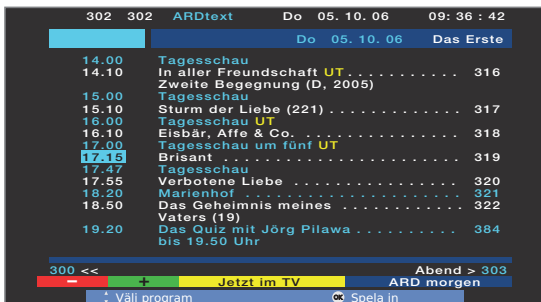 302 302 ARDtext Do 05. 10. 06 09: 36 : 42
Do 05. 10. 06 Das Erste
14.00 Tagesschau
14.10 In aller Freundschaft UT . . . . . . . . . . . 316
Zweite Begegnung (D, 2005)
15.00 Tagesschau
15.10 Sturm der Liebe (221) . . . . . . . . . . . . . 317
16.00 Tagesschau UT
16.10 Eisbär, Affe & Co. . . . . . . . . . . . . . . . 318
17.00 Tagesschau um fünf UT
17.15 Brisant . . . . . . . . . . . . . . . . . . . . . . . . 319
17.47 Tagesschau
17.55 Verbotene Liebe . . . . . . . . . . . . . . . . 320
18.20 Marienhof . . . . . . . . . . . . . . . . . . . . . 321
18.50 Das Geheimnis meines . . . . . . . . . . . 322
Vaters (19)
19.20 Das Quiz mit Jörg Pilawa . . . . . . . . . . 384
bis 19.50 Uhr
300 << Abend > 303
− + Jetzt im TV ARD morgen
Välj program OK Spela in